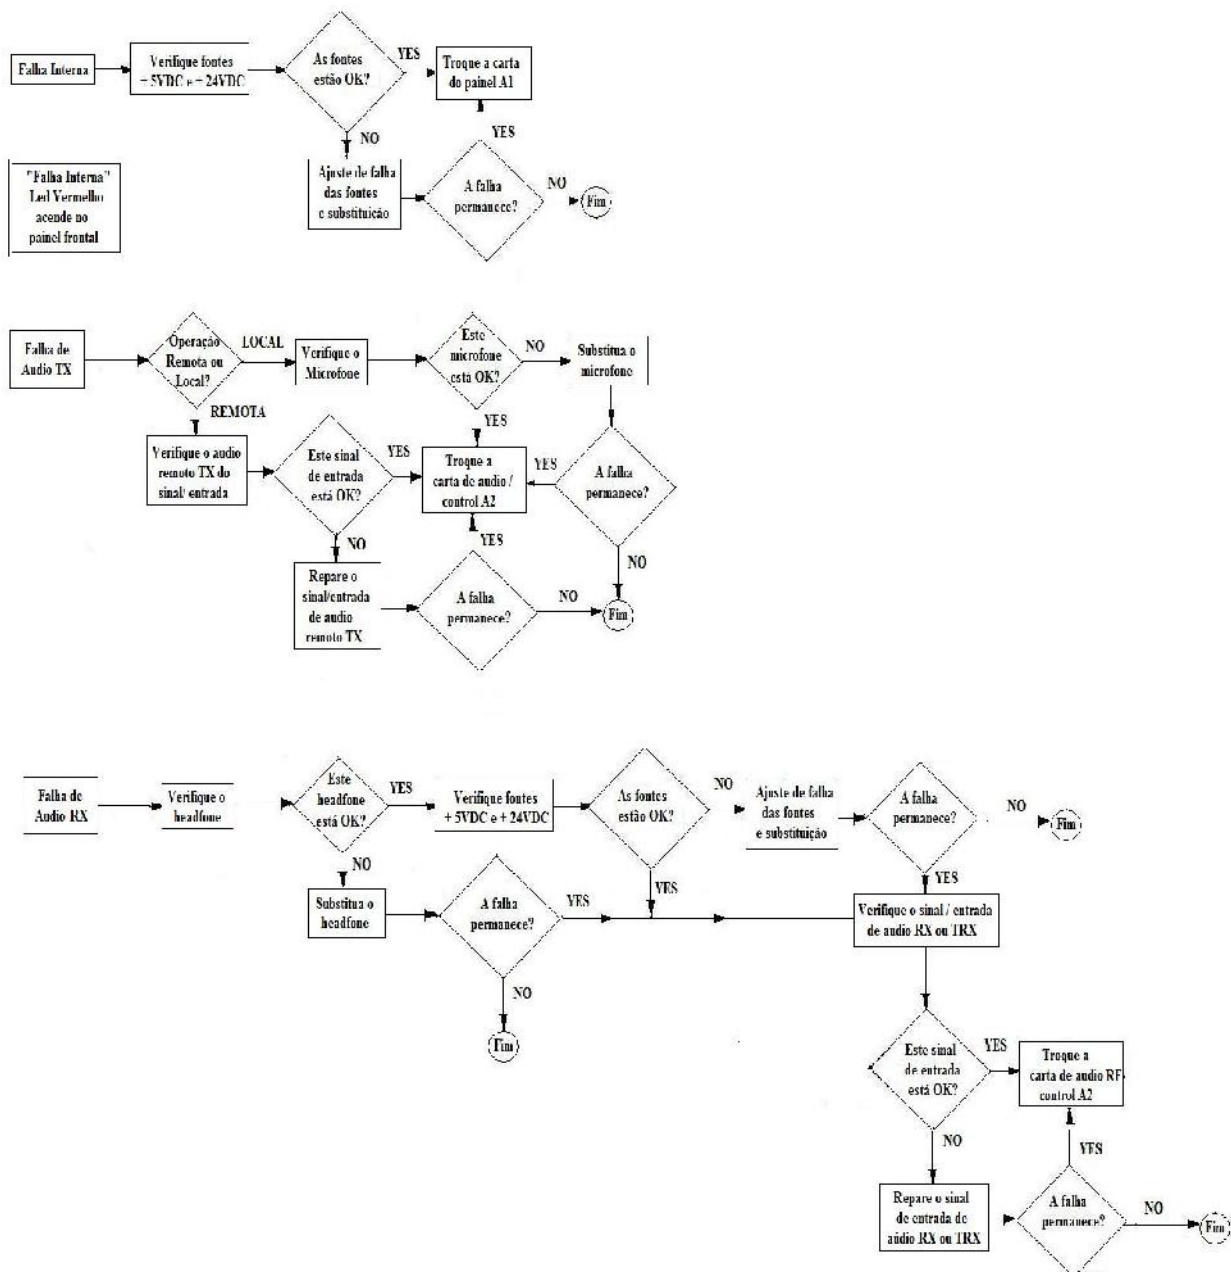 Falha Interna
Verifique fontes
+ 5VDC e + 24VDC
As fontes
estão OK?
YES
Troque a carta
do painel A1
NO
YES
"Falha Interna"
Led Vermelho
acende no
painel frontal
Ajuste de falha
das fontes
e substituição
A falha
permanece?
NO
Fim
Falha de
Audio TX
Operação
Remota ou
Local?
LOCAL
Verifique o
Microfone
Este
microfone
está OK?
NO
Substitua o
microfone
REMOTA
YES
Verifique o audio
remoto TX do
sinal/ entrada
Este sinal
de entrada
está OK?
YES
Troque a
carta de audio /
control A2
YES
A falha
permanece?
NO
YES
NO
Repare o
sinal/entrada
de audio
remoto TX
A falha
permanece?
NO
Fim
Falha de
Audio RX
Verifique o
headfone
Este
headfone
está OK?
YES
Verifique fontes
+ 5VDC e + 24VDC
As fontes
estão OK?
NO
Ajuste de falha
das fontes
e substituição
A falha
permanece?
NO
Fim
NO
YES
YES
Substitua o
headfone
A falha
permanece?
YES
Verifique o sinal / entrada
de audio RX ou TRX
NO
Fim
Este sinal
de entrada
está OK?
YES
Troque a
carta de audio RF
control A2
NO
YES
Repare o sinal
de entrada de
aúdio RX ou TRX
A falha
permanece?
NO
Fim